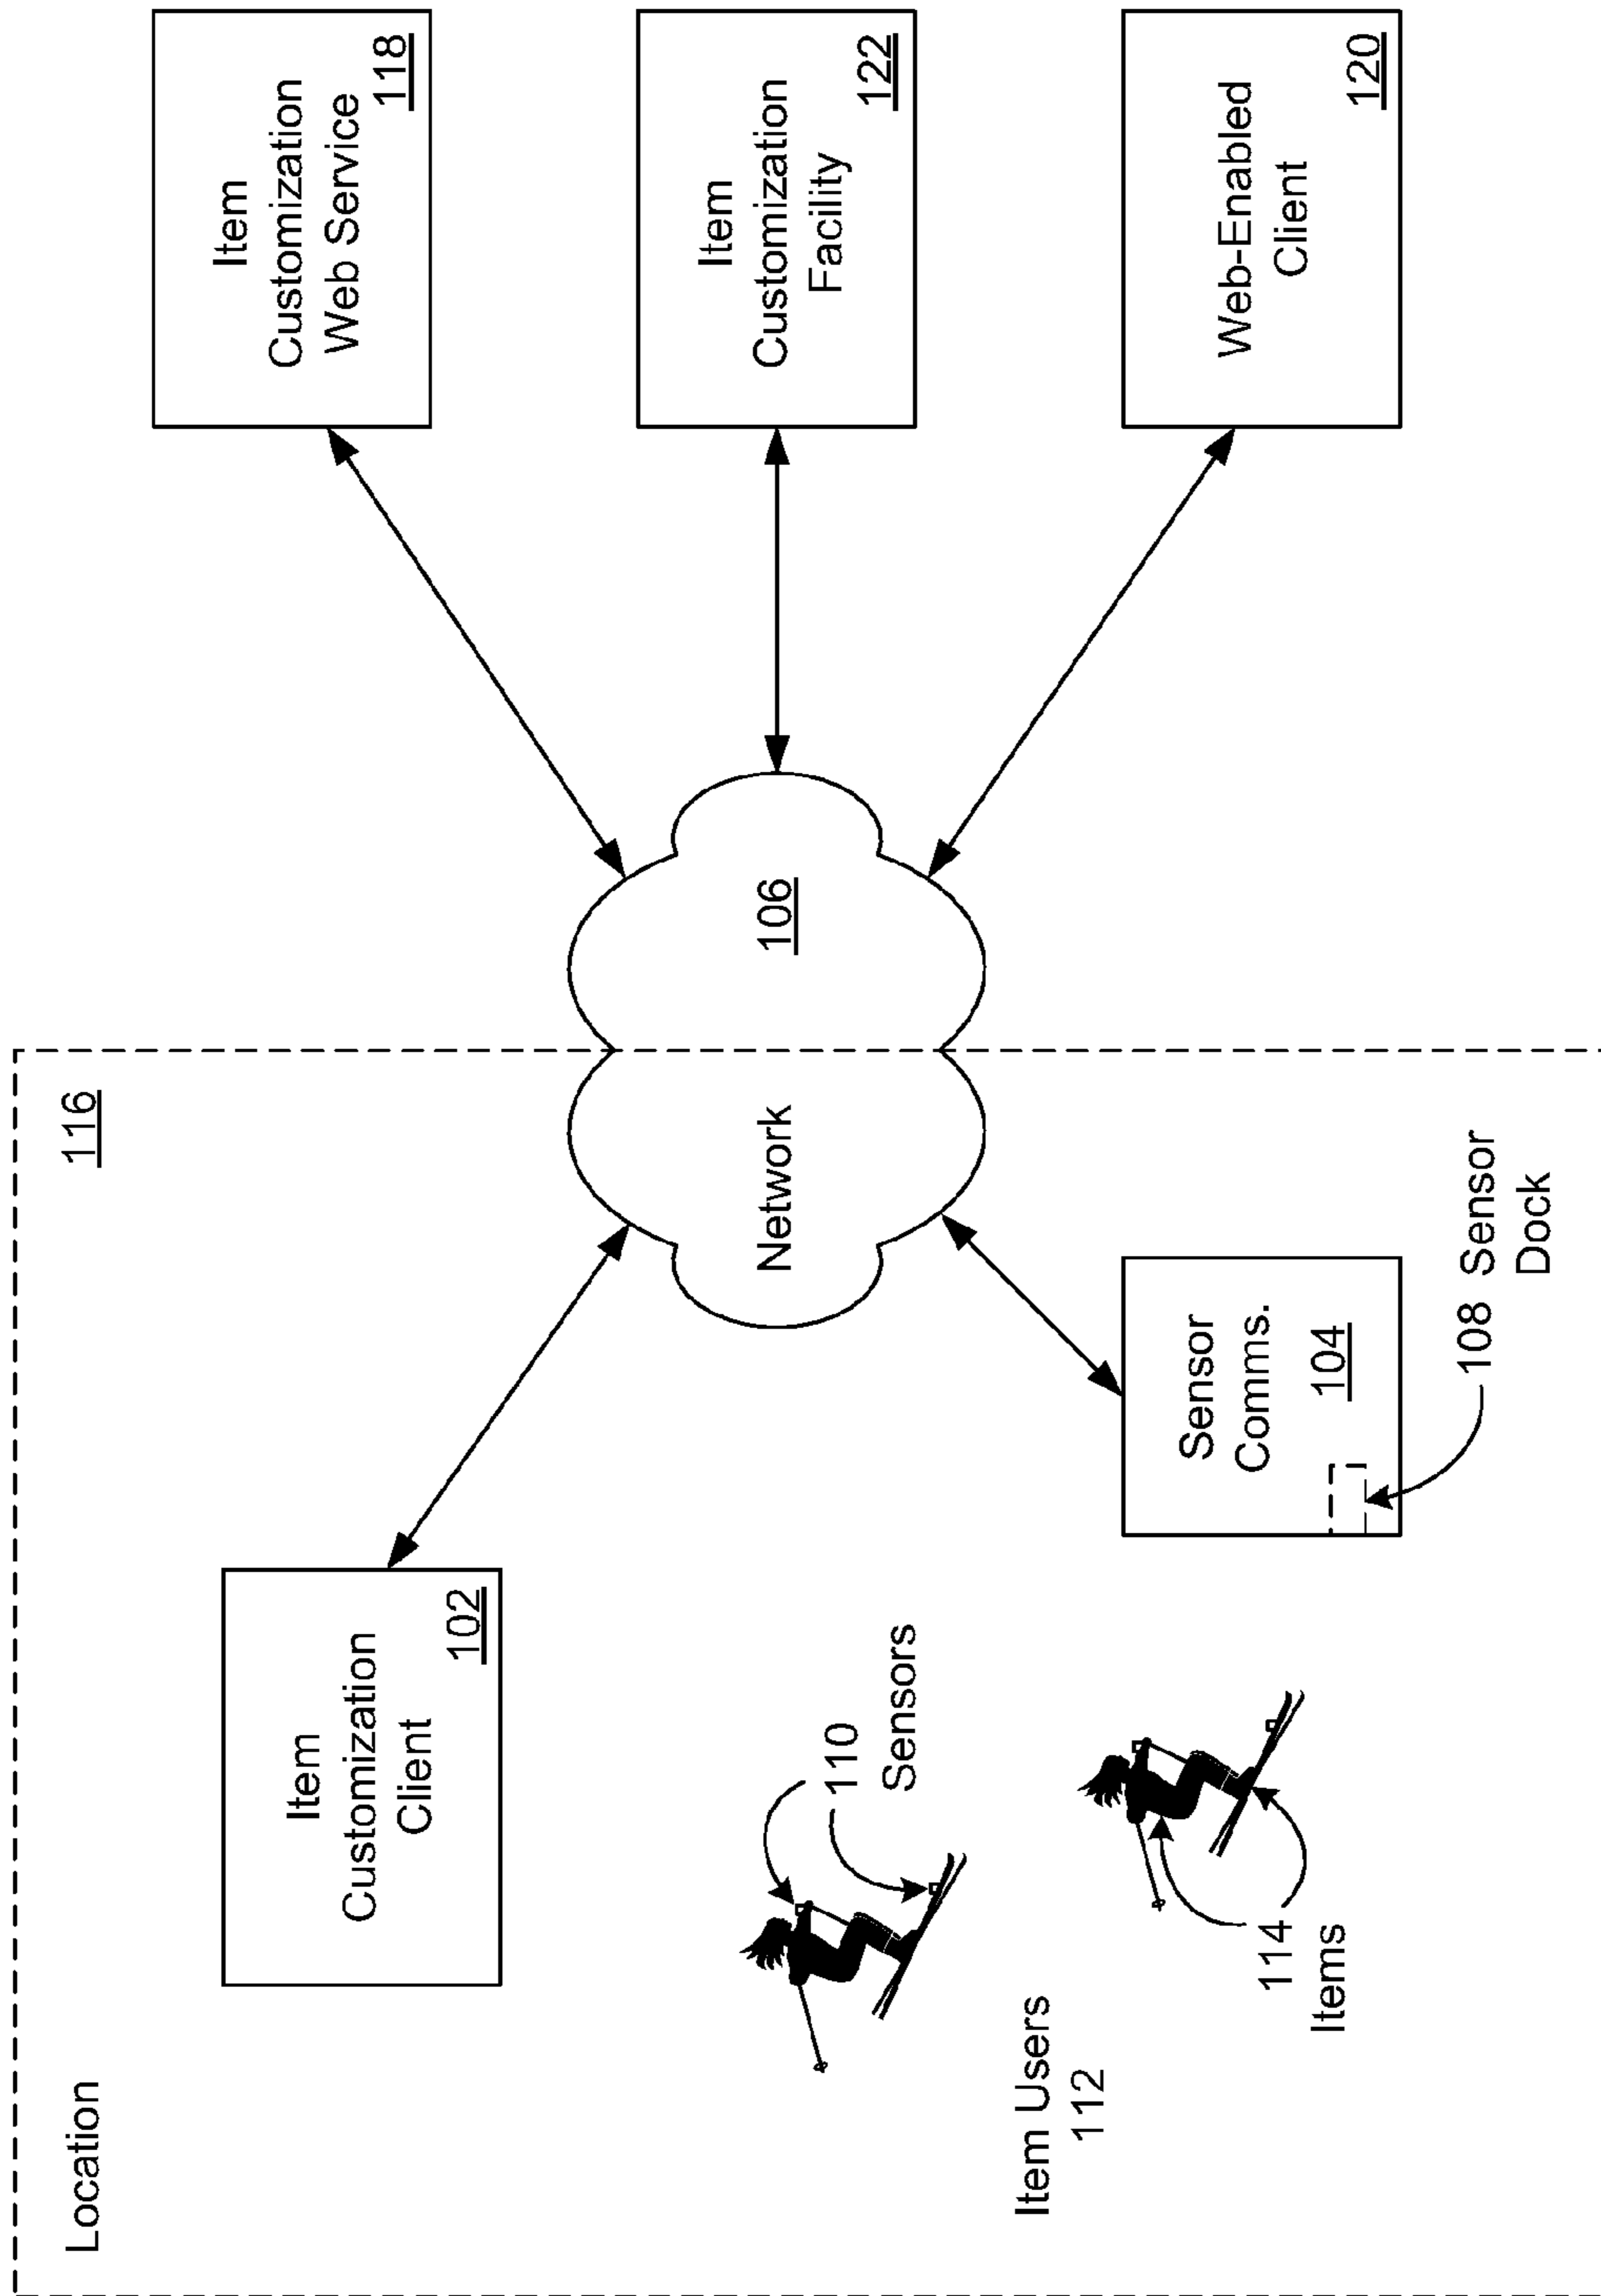 Location
116
Item
Customization
Client
102
Item Users
112
110
Sensors
114
Items
Sensor
Comms.
104
108 Sensor
Dock
Network
106
Item
Customization
Web Service
118
Item
Customization
Facility
122
Web-Enabled
Client
120